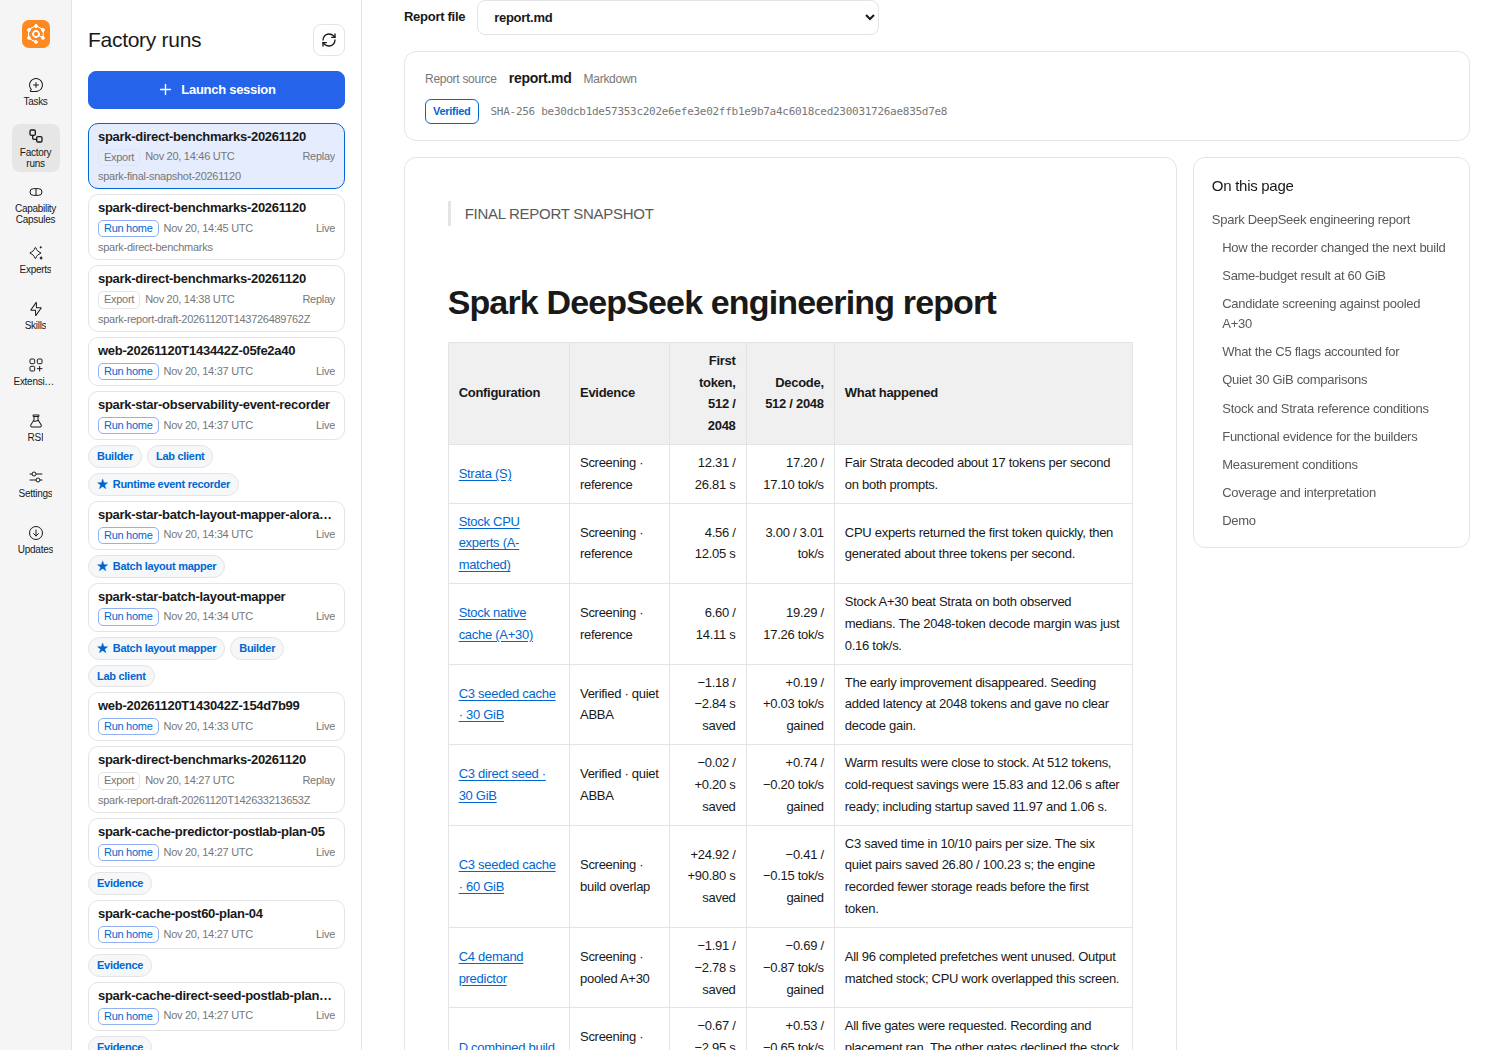 Tasks
Factory
runs
Capability
Capsules
Experts
Skills
Extensi…
RSI
Settings
Updates
Factory runs
Launch session
spark-direct-benchmarks-20261120
Export Nov 20, 14:46 UTC Replay
spark-final-snapshot-20261120
spark-direct-benchmarks-20261120
Run home Nov 20, 14:45 UTC Live
spark-direct-benchmarks
spark-direct-benchmarks-20261120
Export Nov 20, 14:38 UTC Replay
spark-report-draft-20261120T143726489762Z
web-20261120T143442Z-05fe2a40
Run home Nov 20, 14:37 UTC Live
spark-star-observability-event-recorder
Run home Nov 20, 14:37 UTC Live
Builder Lab client
★ Runtime event recorder
spark-star-batch-layout-mapper-alora…
Run home Nov 20, 14:34 UTC Live
★ Batch layout mapper
spark-star-batch-layout-mapper
Run home Nov 20, 14:34 UTC Live
★ Batch layout mapper Builder
Lab client
web-20261120T143042Z-154d7b99
Run home Nov 20, 14:33 UTC Live
spark-direct-benchmarks-20261120
Export Nov 20, 14:27 UTC Replay
spark-report-draft-20261120T142633213653Z
spark-cache-predictor-postlab-plan-05
Run home Nov 20, 14:27 UTC Live
Evidence
spark-cache-post60-plan-04
Run home Nov 20, 14:27 UTC Live
Evidence
spark-cache-direct-seed-postlab-plan…
Run home Nov 20, 14:27 UTC Live
Evidence
Report file report.md
Report source report.md Markdown
Verified SHA-256 be30dcb1de57353c202e6efe3e02ffb1e9b7a4c6018ced230031726ae835d7e8
FINAL REPORT SNAPSHOT
Spark DeepSeek engineering report
Configuration
Evidence
First
token,
512 /
2048
Decode,
512 / 2048
What happened
Strata (S)
Screening ·
reference
12.31 /
26.81 s
17.20 /
17.10 tok/s
Fair Strata decoded about 17 tokens per second
on both prompts.
Stock CPU
experts (A-
matched)
Screening ·
reference
4.56 /
12.05 s
3.00 / 3.01
tok/s
CPU experts returned the first token quickly, then
generated about three tokens per second.
Stock native
cache (A+30)
Screening ·
reference
6.60 /
14.11 s
19.29 /
17.26 tok/s
Stock A+30 beat Strata on both observed
medians. The 2048-token decode margin was just
0.16 tok/s.
C3 seeded cache
· 30 GiB
Verified · quiet
ABBA
−1.18 /
−2.84 s
saved
+0.19 /
+0.03 tok/s
gained
The early improvement disappeared. Seeding
added latency at 2048 tokens and gave no clear
decode gain.
C3 direct seed ·
30 GiB
Verified · quiet
ABBA
−0.02 /
+0.20 s
saved
+0.74 /
−0.20 tok/s
gained
Warm results were close to stock. At 512 tokens,
cold-request savings were 15.83 and 12.06 s after
ready; including startup saved 11.97 and 1.06 s.
C3 seeded cache
· 60 GiB
Screening ·
build overlap
+24.92 /
+90.80 s
saved
−0.41 /
−0.15 tok/s
gained
C3 saved time in 10/10 pairs per size. The six
quiet pairs saved 26.80 / 100.23 s; the engine
recorded fewer storage reads before the first
token.
C4 demand
predictor
Screening ·
pooled A+30
−1.91 /
−2.78 s
saved
−0.69 /
−0.87 tok/s
gained
All 96 completed prefetches went unused. Output
matched stock; CPU work overlapped this screen.
D combined build
Screening ·
−0.67 /
−2.95 s
+0.53 /
−0.65 tok/s
All five gates were requested. Recording and
placement ran. The other gates declined the stock
On this page
Spark DeepSeek engineering report
How the recorder changed the next build
Same-budget result at 60 GiB
Candidate screening against pooled
A+30
What the C5 flags accounted for
Quiet 30 GiB comparisons
Stock and Strata reference conditions
Functional evidence for the builders
Measurement conditions
Coverage and interpretation
Demo